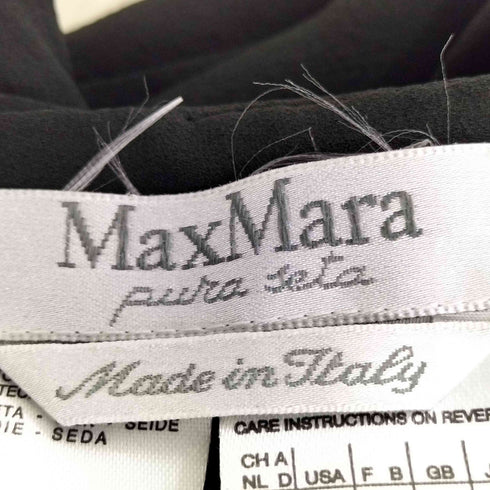 MaxMara
pura seta
Made in Italy
SEIDE
SEDA
CARE INSTRUCTIONS ON REVER
CH A
NL D USA F B GB